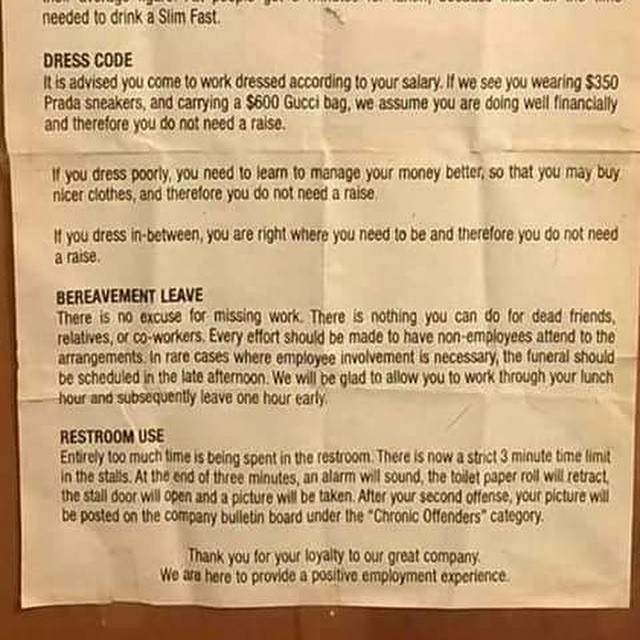 needed to drink a Slim Fast.
DRESS CODE
It is advised you come to work dressed according to your salary. If we see you wearing $350
Prada sneakers, and carrying a $600 Gucci bag, we assume you are doing well financially
and therefore you do not need a raise.
If you dress poorly, you need to learn to manage your money better, so that you may buy
nicer clothes, and therefore you do not need a raise.
If you dress in-between, you are right where you need to be and therefore you do not need
a raise.
BEREAVEMENT LEAVE
There is no excuse for missing work. There is nothing you can do for dead friends,
relatives, or co-workers. Every effort should be made to have non-employees attend to the
arrangements. In rare cases where employee involvement is necessary, the funeral should
be scheduled in the late afternoon. We will be glad to allow you to work through your lunch
hour and subsequently leave one hour early.
RESTROOM USE
Entirely too much time is being spent in the restroom. There is now a strict 3 minute time limit
in the stalls. At the end of three minutes, an alarm will sound, the toilet paper roll will retract,
the stall door will open and a picture will be taken. After your second offense, your picture will
be posted on the company bulletin board under the "Chronic Offenders" category.
Thank you for your loyalty to our great company.
We are here to provide a positive employment experience.